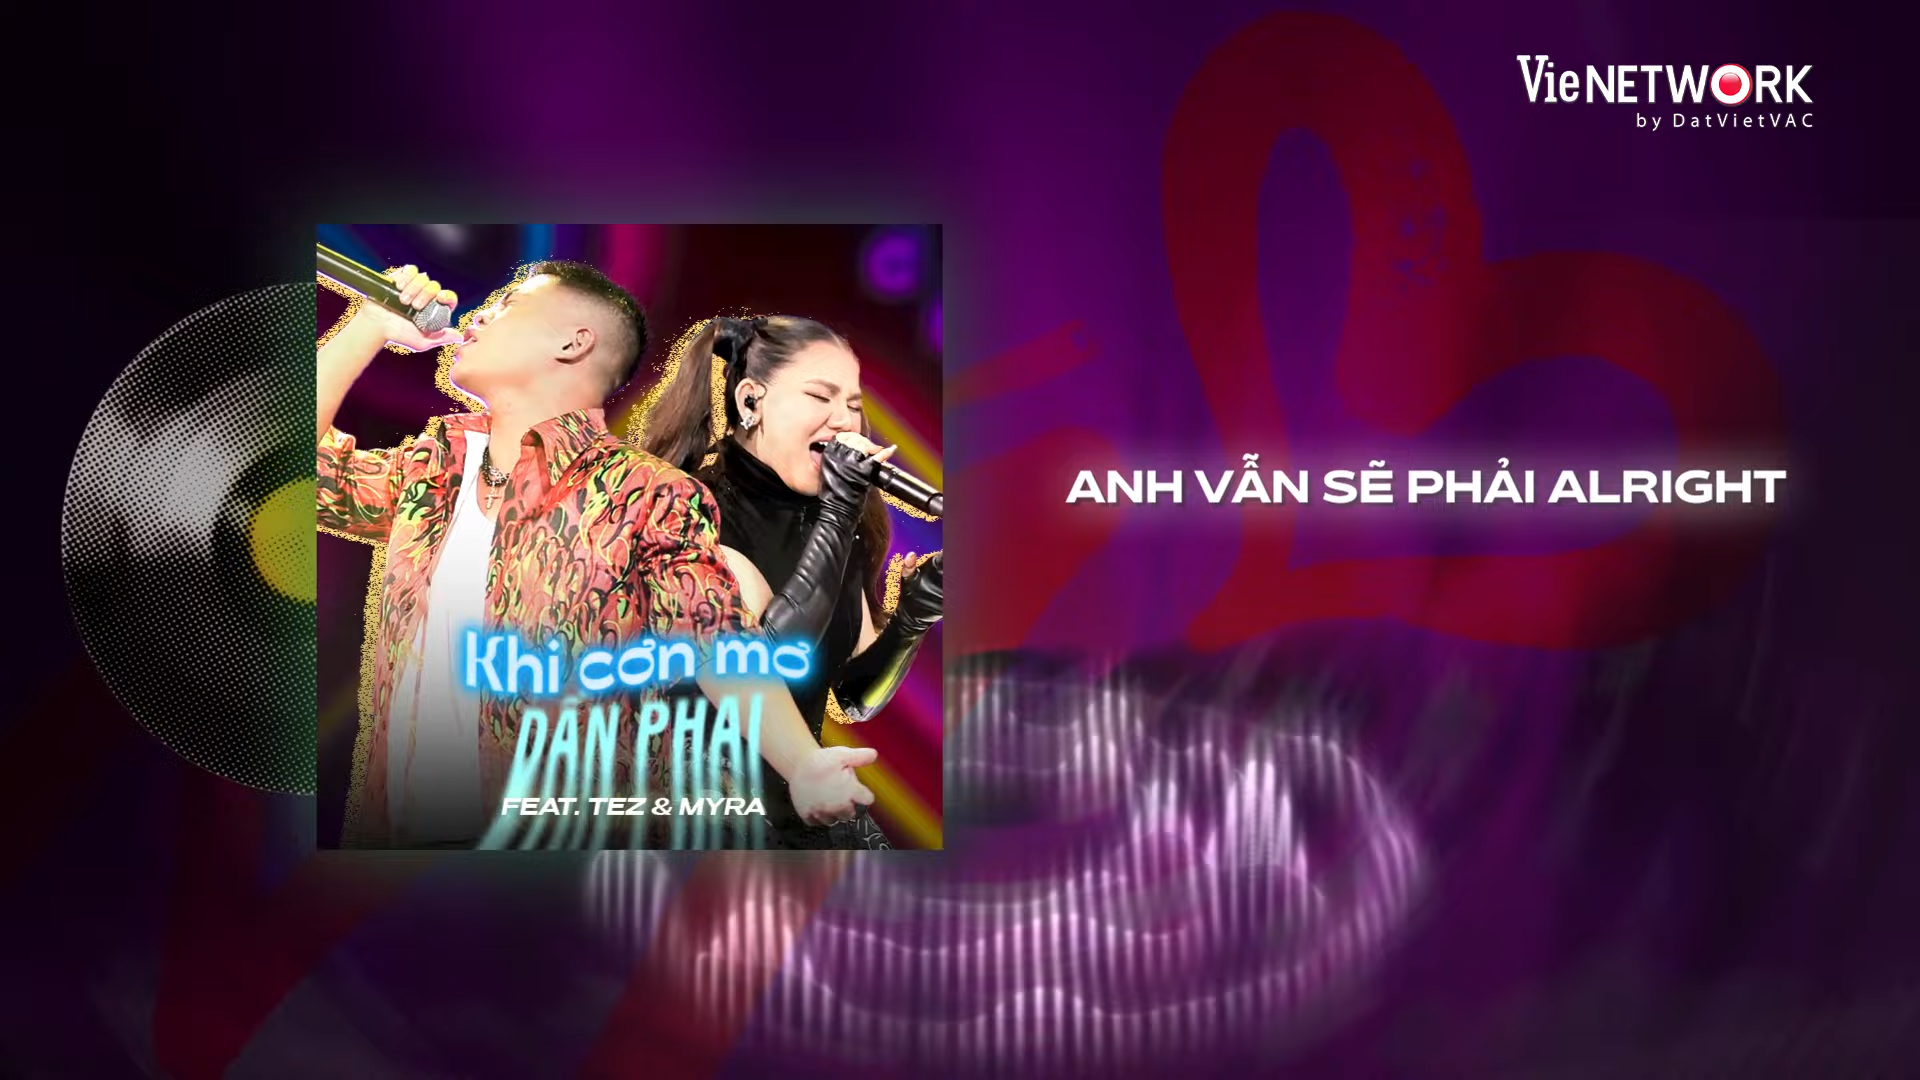 VieNETWORK
by DatVietVAC
ANH VẪN SẼ PHẢI ALRIGHT
Khi cơn mơ
DẦN PHAI
FEAT. TEZ & MYRA